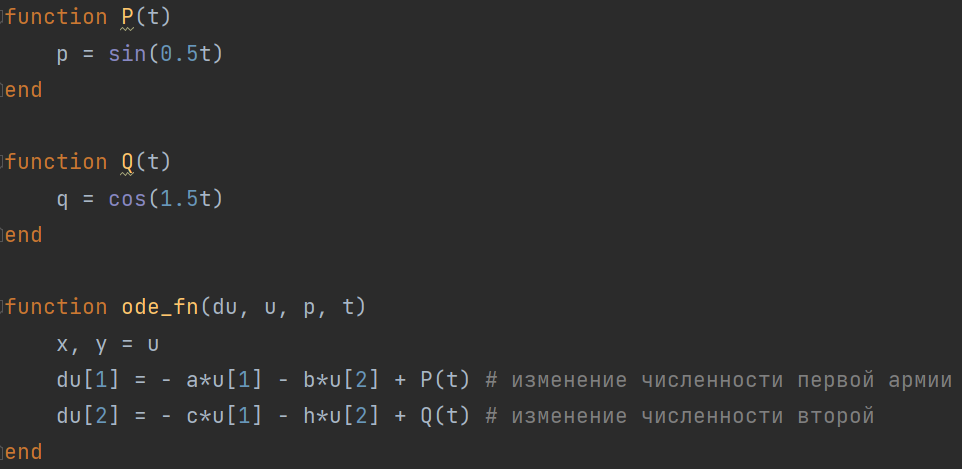 function P(t)
    p = sin(0.5t)
end
function Q(t)
    q = cos(1.5t)
end
function ode_fn(du, u, p, t)
    x, y = u
    du[1] = - a*u[1] - b*u[2] + P(t) # изменение численности первой армии
    du[2] = - c*u[1] - h*u[2] + Q(t) # изменение численности второй
end